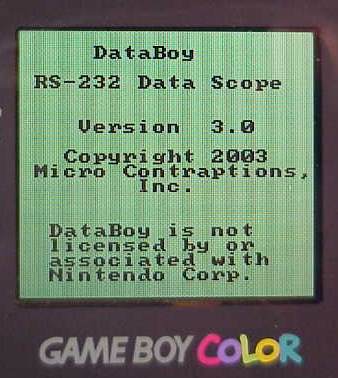 DataBoy
RS-232 Data Scope
Version 3.0
Copyright 2003
Micro Contraptions,
Inc.
DataBoy is not
licensed by or
associated with
Nintendo Corp.
GAME BOY COLOR